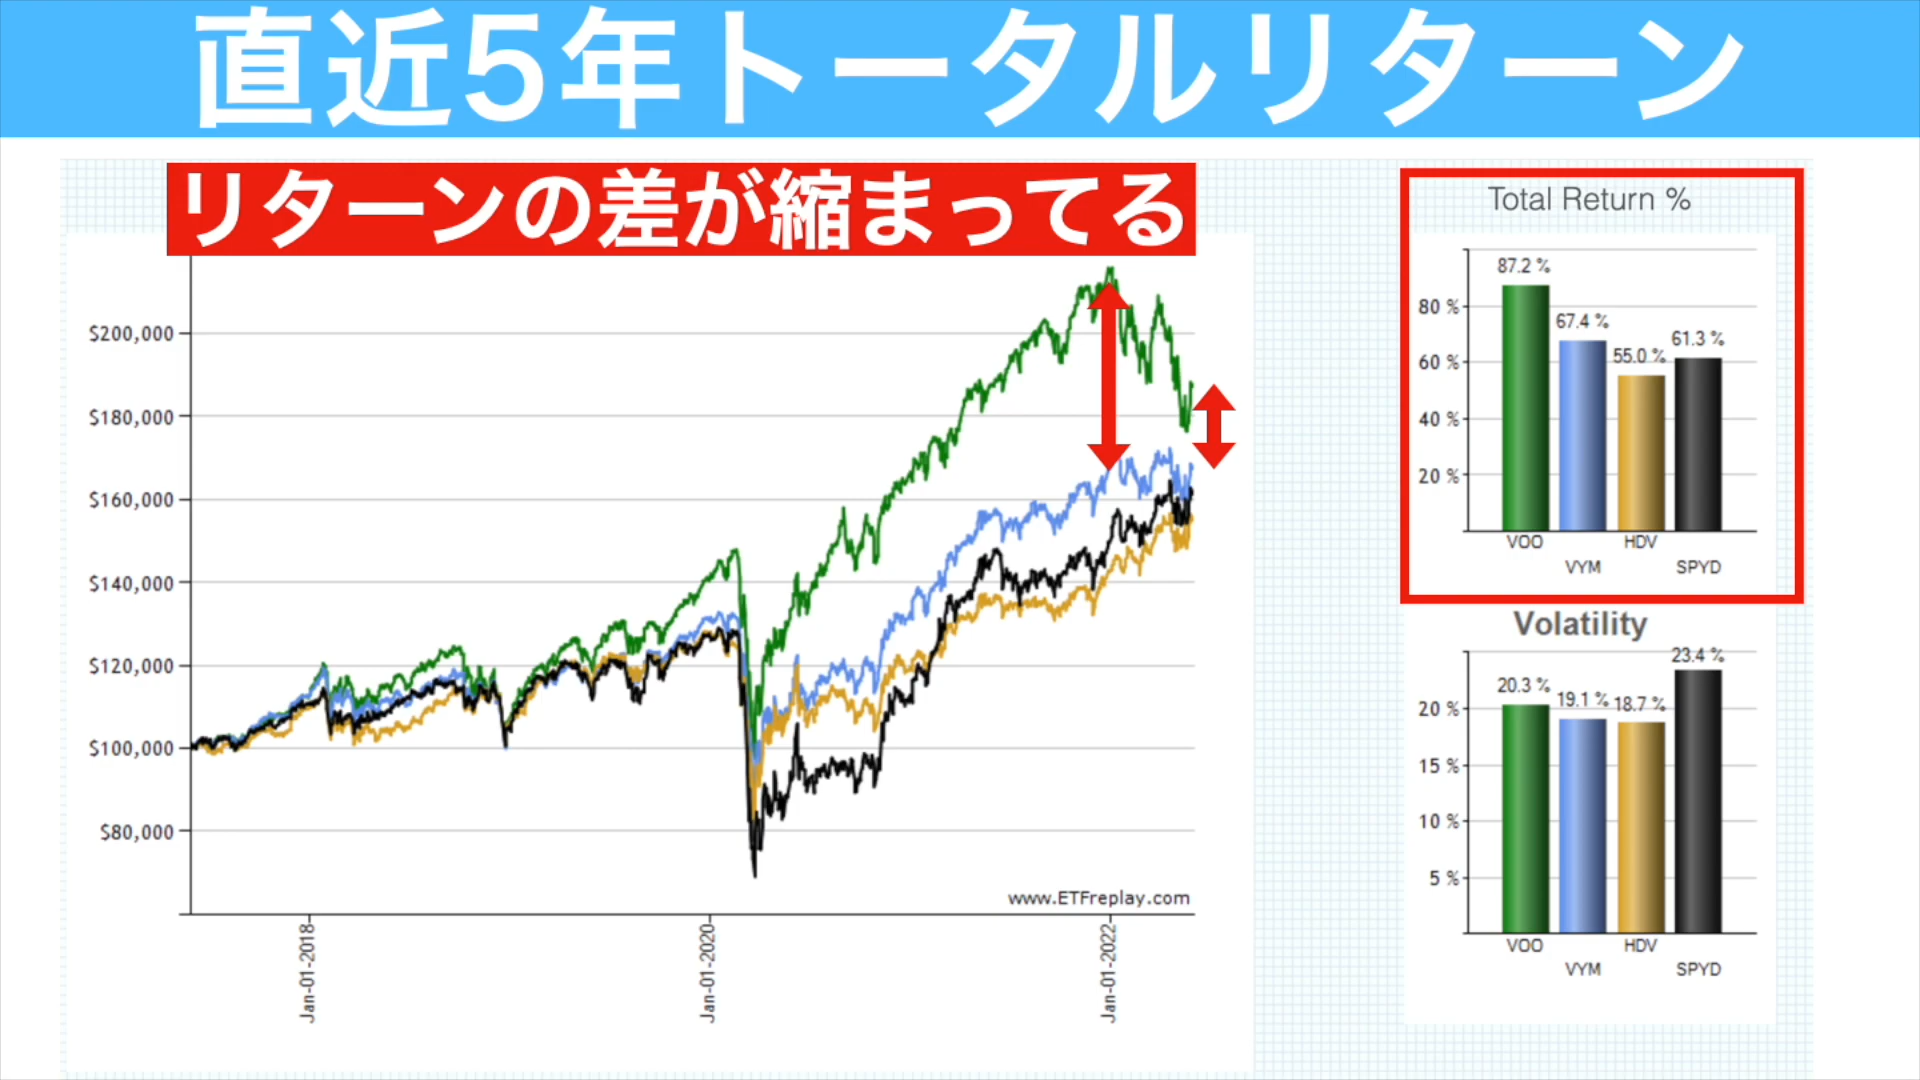 直近5年トータルリターン
リターンの差が縮まってる
$200,000
$180,000
$160,000
$140,000
$120,000
$100,000
$80,000
www.ETFreplay.com
Jan-01-2018
Jan-01-2020
Jan-01-2022
Total Return %
87.2 %
67.4 %
55.0 %
61.3 %
80 %
60 %
40 %
20 %
VOO
VYM
HDV
SPYD
Volatility
20.3 %
19.1 %
18.7 %
23.4 %
20 %
15 %
10 %
5 %
VOO
VYM
HDV
SPYD